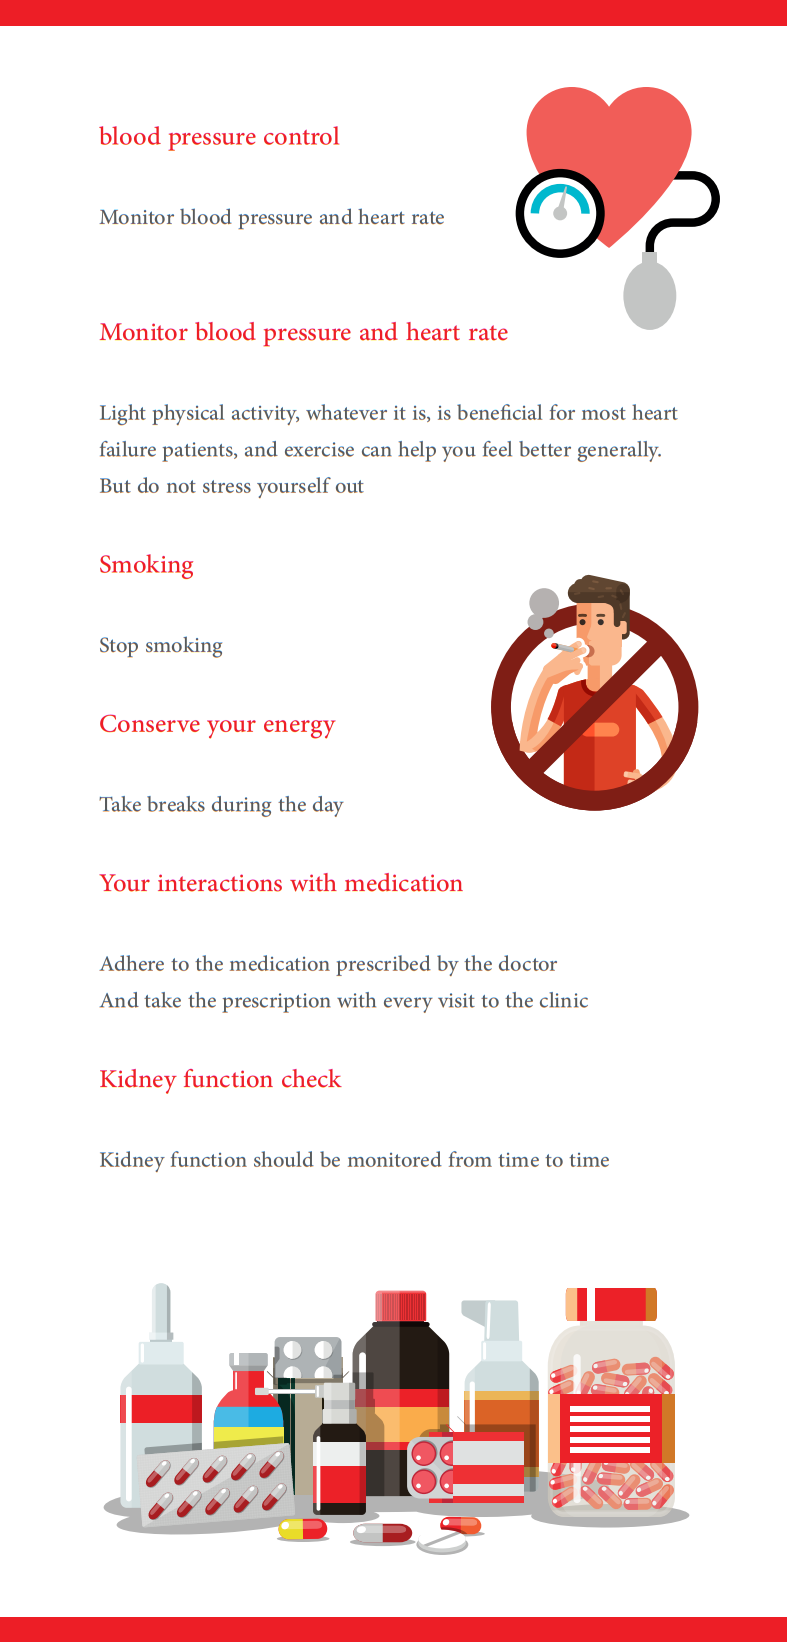 blood pressure control
Monitor blood pressure and heart rate
Monitor blood pressure and heart rate
Light physical activity, whatever it is, is beneficial for most heart
failure patients, and exercise can help you feel better generally.
But do not stress yourself out
Smoking
Stop smoking
Conserve your energy
Take breaks during the day
Your interactions with medication
Adhere to the medication prescribed by the doctor
And take the prescription with every visit to the clinic
Kidney function check
Kidney function should be monitored from time to time